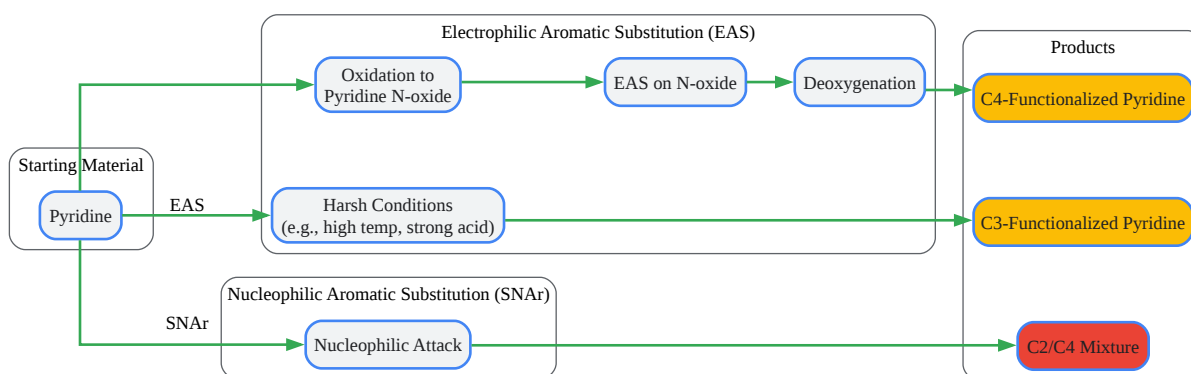 Electrophilic Aromatic Substitution (EAS)
Products
Oxidation to
Pyridine N-oxide
EAS on N-oxide
Deoxygenation
C4-Functionalized Pyridine
Starting Material
Pyridine
EAS
Harsh Conditions
(e.g., high temp, strong acid)
C3-Functionalized Pyridine
Nucleophilic Aromatic Substitution (SNAr)
SNAr
Nucleophilic Attack
C2/C4 Mixture